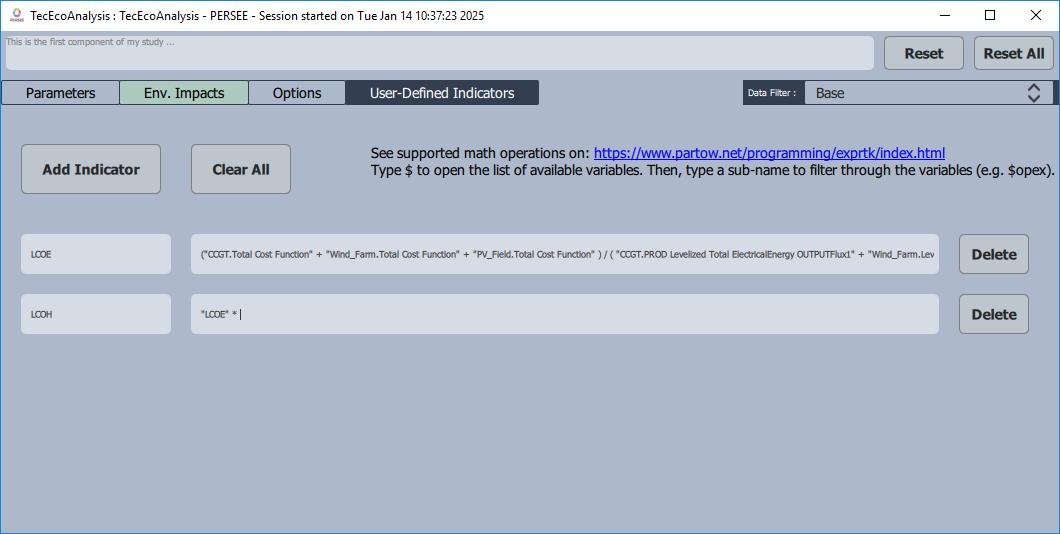 PERSEE
TecEcoAnalysis : TecEcoAnalysis - PERSEE - Session started on Tue Jan 14 10:37:23 2025
This is the first component of my study ...
Reset
Reset All
Parameters
Env. Impacts
Options
User-Defined Indicators
Data Filter :
Base
Add Indicator
Clear All
See supported math operations on: https://www.partow.net/programming/exprtk/index.html
Type $ to open the list of available variables. Then, type a sub-name to filter through the variables (e.g. $opex).
LCOE
("CCGT.Total Cost Function" + "Wind_Farm.Total Cost Function" + "PV_Field.Total Cost Function" ) / ( "CCGT.PROD Levelized Total ElectricalEnergy OUTPUTFlux1" + "Wind_Farm.Lev
Delete
LCOH
"LCOE" *
Delete